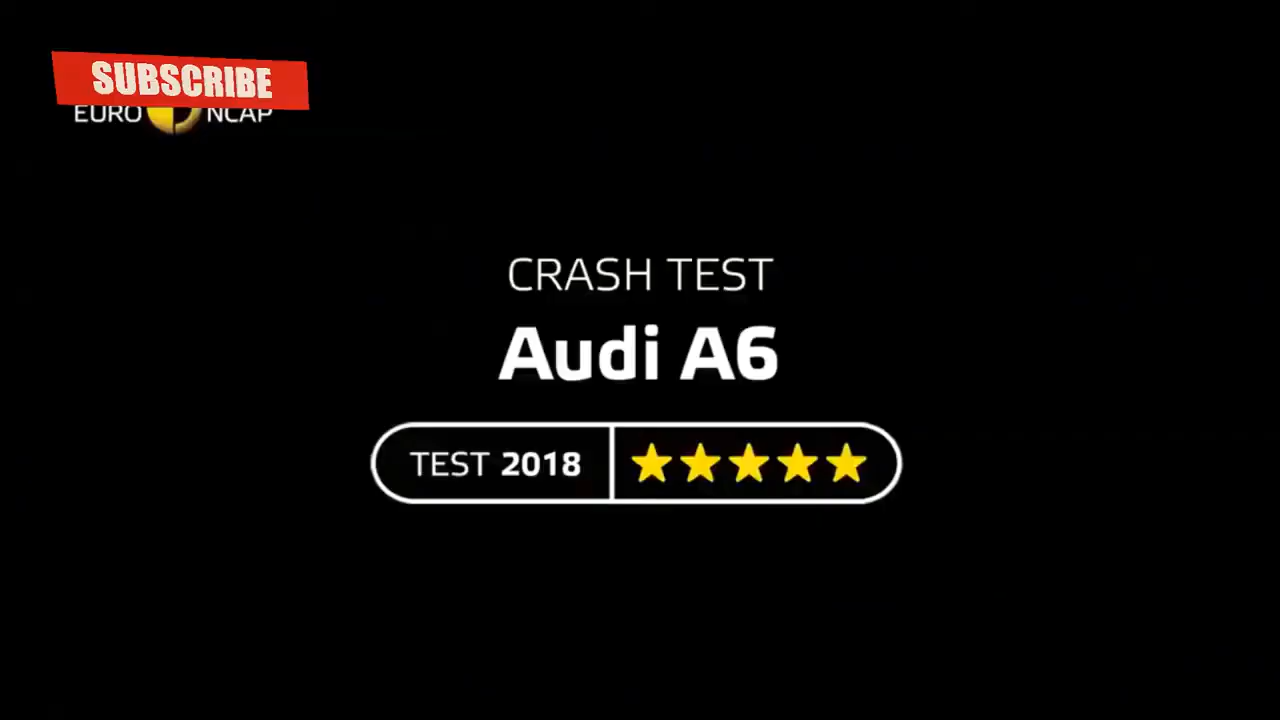 SUBSCRIBE
EURO NCAP
CRASH TEST
Audi A6
TEST 2018